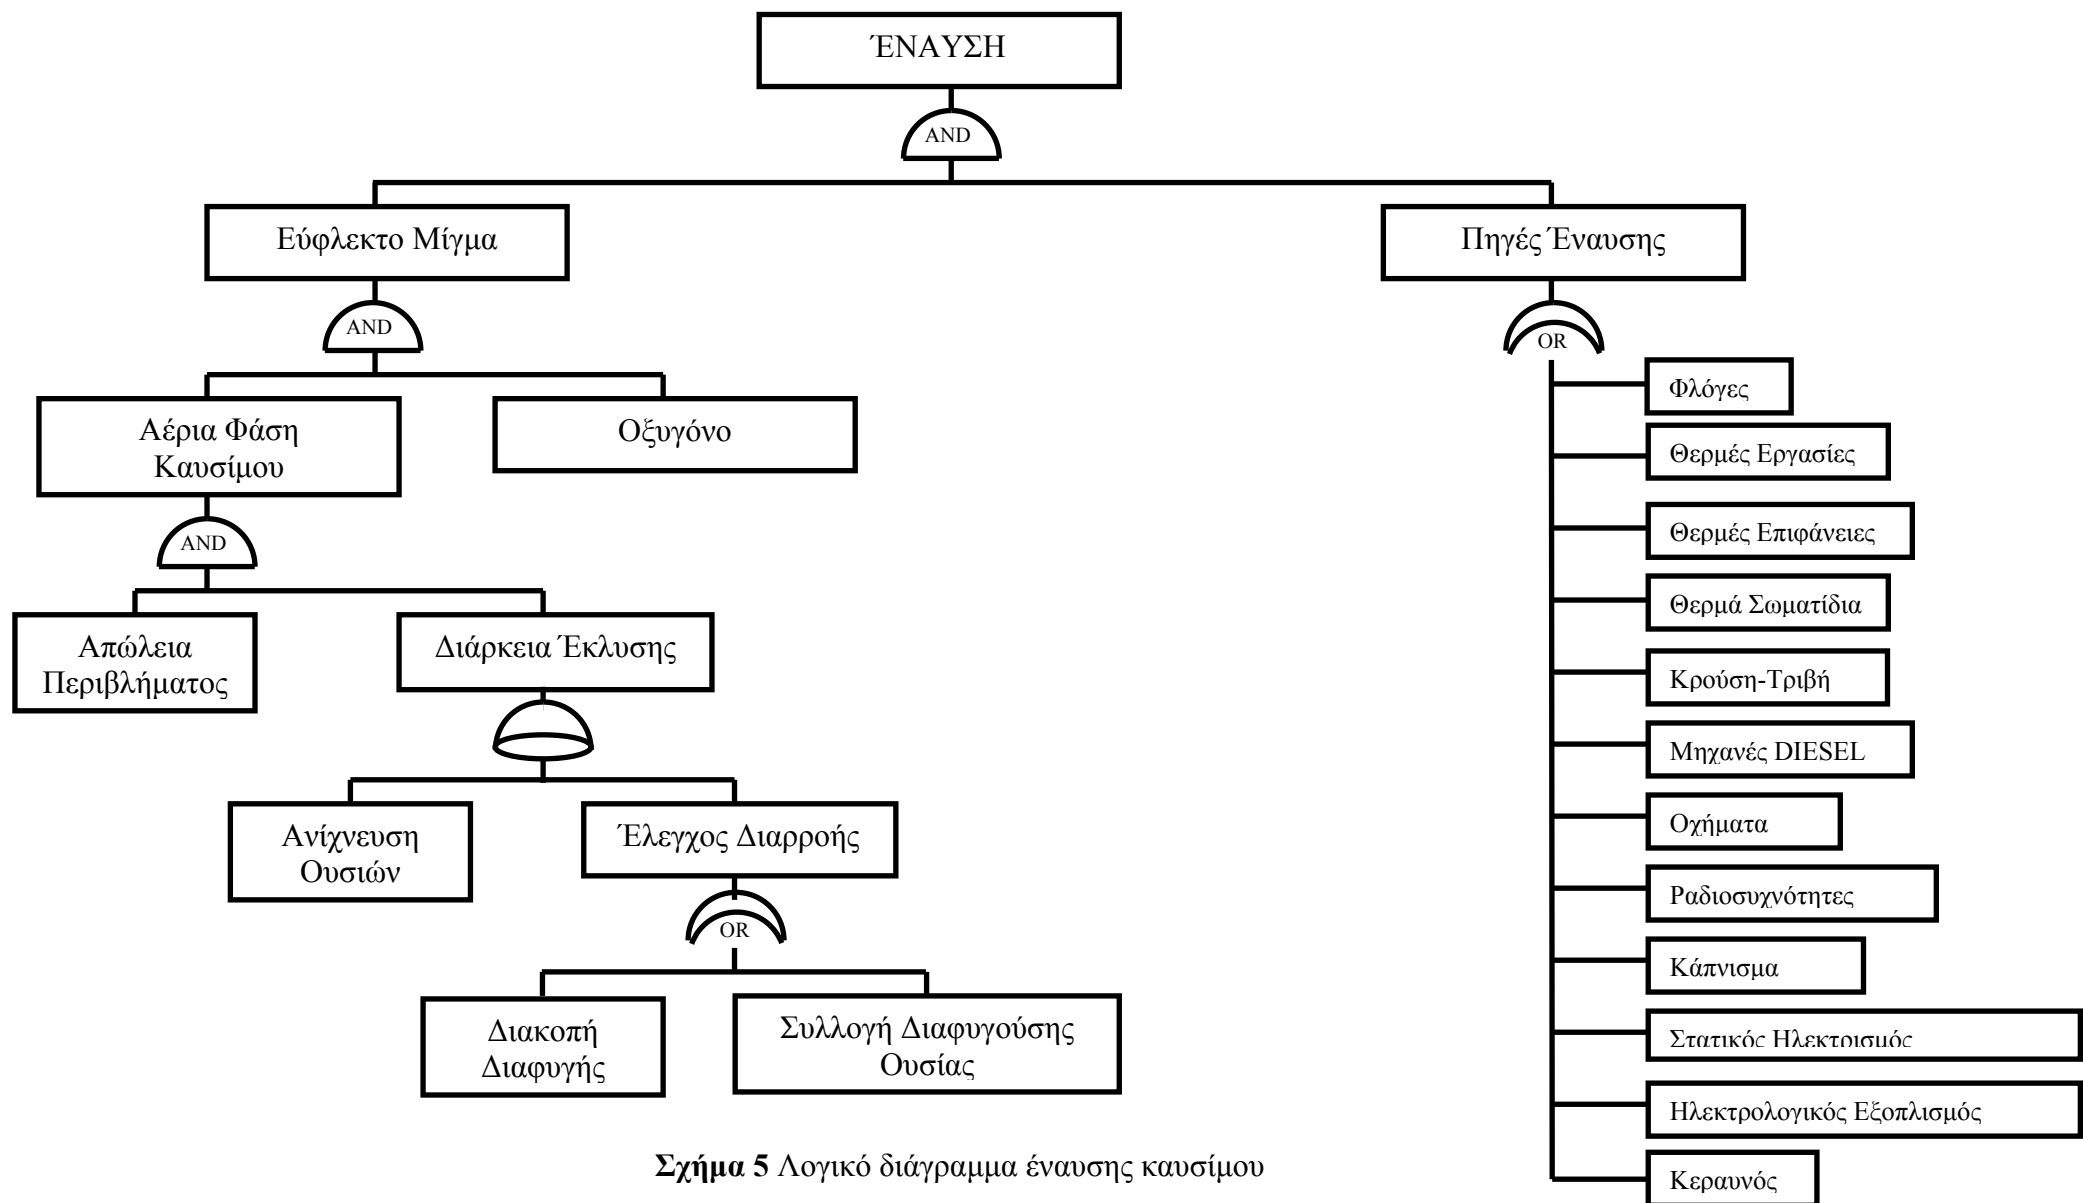 ΈΝΑΥΣΗ
AND
Εύφλεκτο Μίγμα
Πηγές Έναυσης
AND
OR
Αέρια Φάση
Καυσίμου
Οξυγόνο
AND
Απώλεια
Περιβλήματος
Διάρκεια Έκλυσης
Ανίχνευση
Ουσιών
Έλεγχος Διαρροής
OR
Διακοπή
Διαφυγής
Συλλογή Διαφυγούσης
Ουσίας
Φλόγες
Θερμές Εργασίες
Θερμές Επιφάνειες
Θερμά Σωματίδια
Κρούση-Τριβή
Μηχανές DIESEL
Οχήματα
Ραδιοσυχνότητες
Κάπνισμα
Στατικός Ηλεκτρισμός
Ηλεκτρολογικός Εξοπλισμός
Κεραυνός
Σχήμα 5 Λογικό διάγραμμα έναυσης καυσίμου